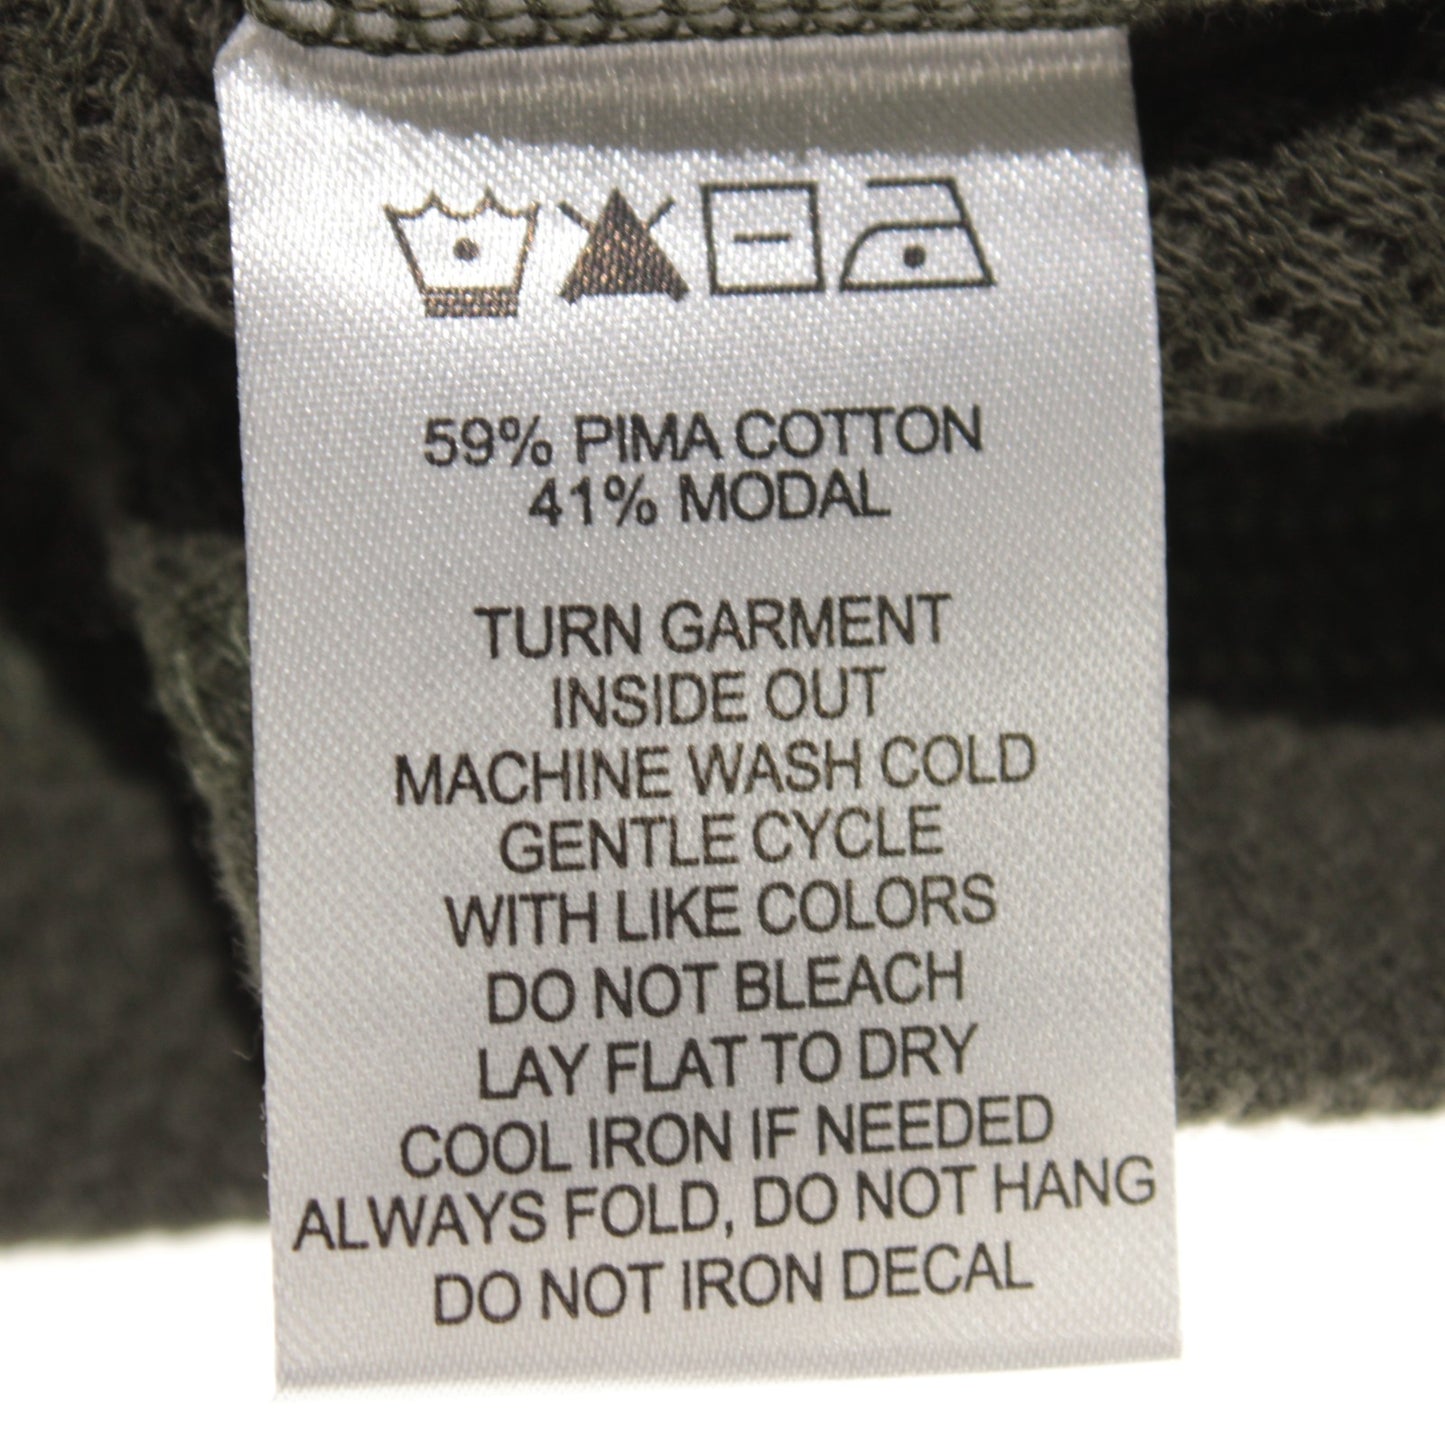 59% PIMA COTTON
41% MODAL
TURN GARMENT
INSIDE OUT
MACHINE WASH COLD
GENTLE CYCLE
WITH LIKE COLORS
DO NOT BLEACH
LAY FLAT TO DRY
COOL IRON IF NEEDED
ALWAYS FOLD, DO NOT HANG
DO NOT IRON DECAL